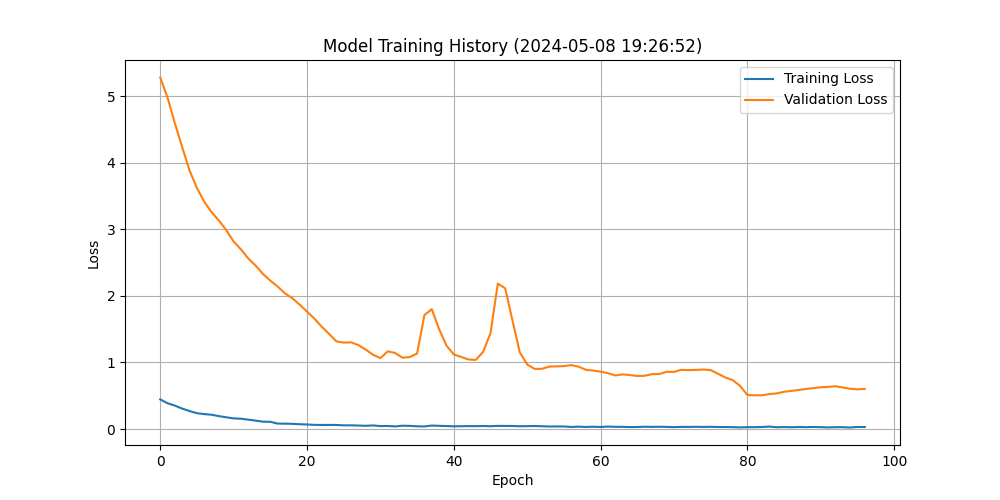 Model Training History (2024-05-08 19:26:52)
Training Loss
Validation Loss
5
4
3
2
1
0
Loss
0 20 40 60 80 100
Epoch